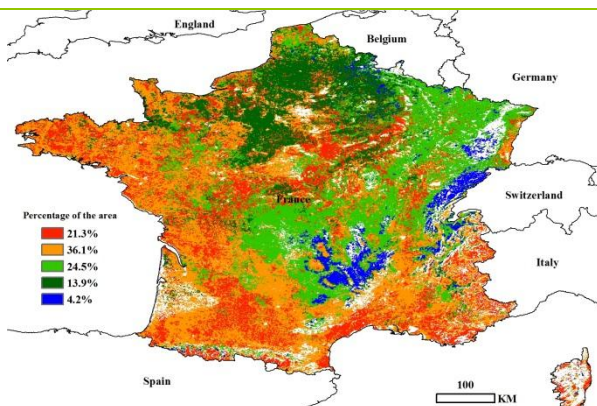 England
Belgium
Germany
France
Switzerland
Percentage of the area
21.3%
36.1%
24.5%
13.9%
4.2%
Italy
Spain
100
KM